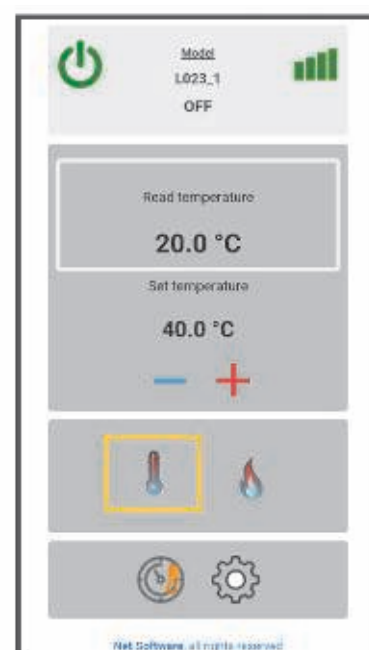 Model
L023_1
OFF
Read temperature
20.0 °C
Set temperature
40.0 °C
Net Software, all rights reserved